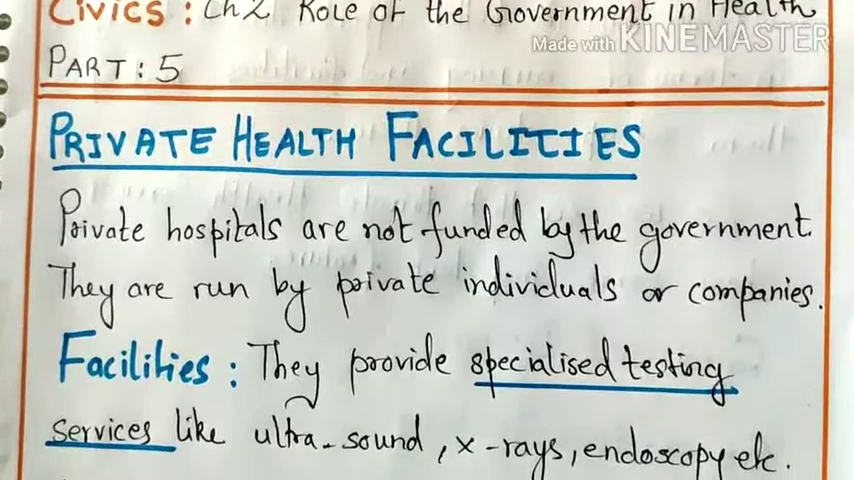 CIVICS : Ch 2 Role of the Government in Health
Made with KINEMASTER
PART : 5
PRIVATE HEALTH FACILITIES
Private hospitals are not funded by the government.
They are run by private individuals or companies.
Facilities : They provide specialised testing
services like ultra-sound, x-rays, endoscopy etc.